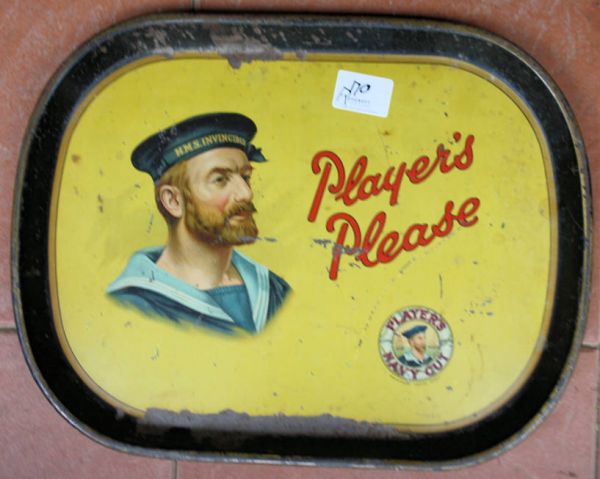 H.M.S. INVINCIBLE
Player's
Please
PLAYER'S
NAVY CUT